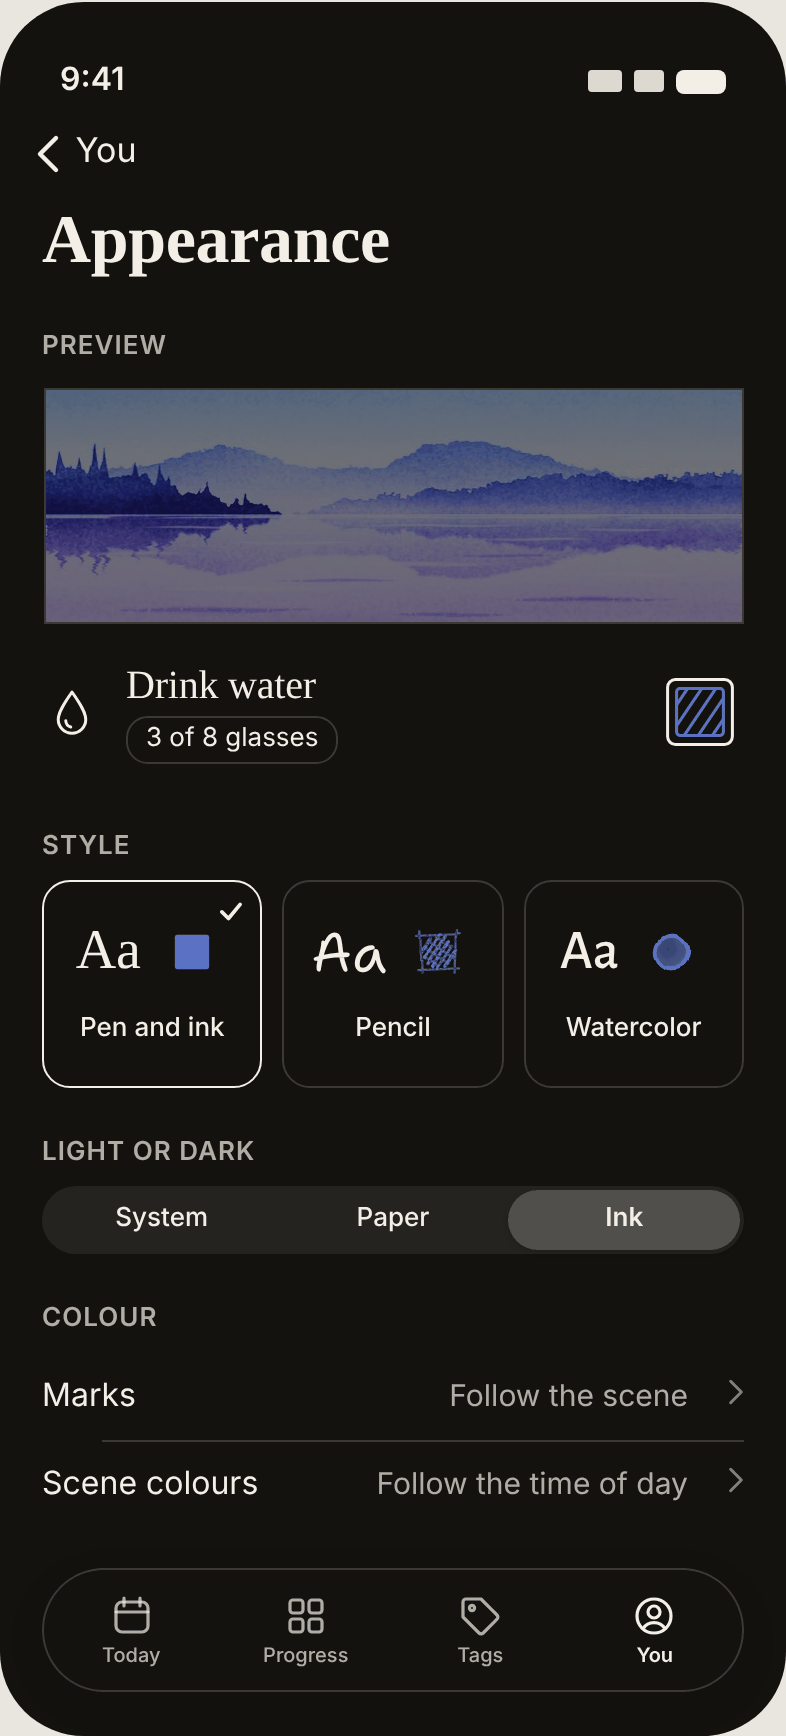 9:41
You
Appearance
PREVIEW
Drink water
3 of 8 glasses
STYLE
Aa Aa Aa
Pen and ink Pencil Watercolor
LIGHT OR DARK
System Paper Ink
COLOUR
Marks Follow the scene
Scene colours Follow the time of day
Today Progress Tags You